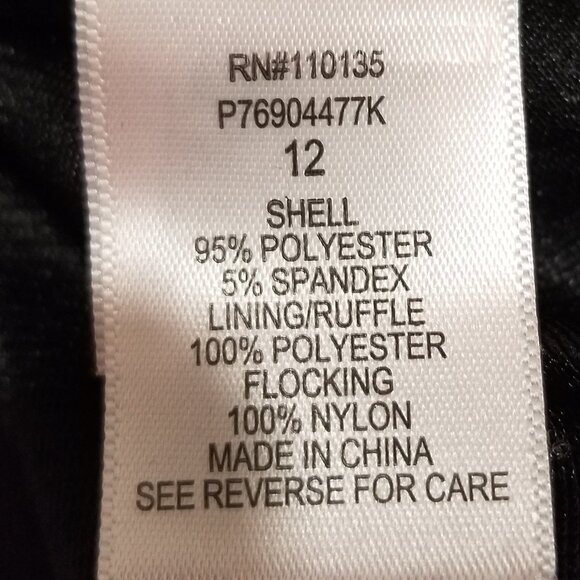 RN#110135
P76904477K
12
SHELL
95% POLYESTER
5% SPANDEX
LINING/RUFFLE
100% POLYESTER
FLOCKING
100% NYLON
MADE IN CHINA
SEE REVERSE FOR CARE